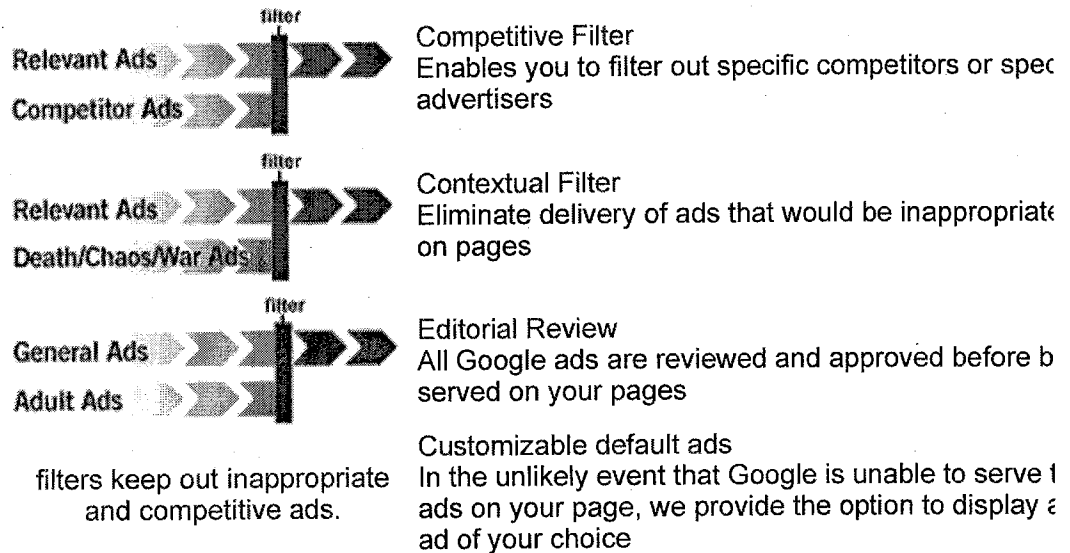 filter
Relevant Ads
Competitor Ads
Competitive Filter
Enables you to filter out specific competitors or
advertisers
filter
Relevant Ads
Death/Chaos/War Ads
Contextual Filter
Eliminate delivery of ads that would be inappropriate
on pages
filter
General Ads
Adult Ads
Editorial Review
All Google ads are reviewed and approved before
served on your pages
filters keep out inappropriate
and competitive ads.
Customizable default ads
In the unlikely event that Google is unable to serve
ads on your page, we provide the option to display
ad of your choice